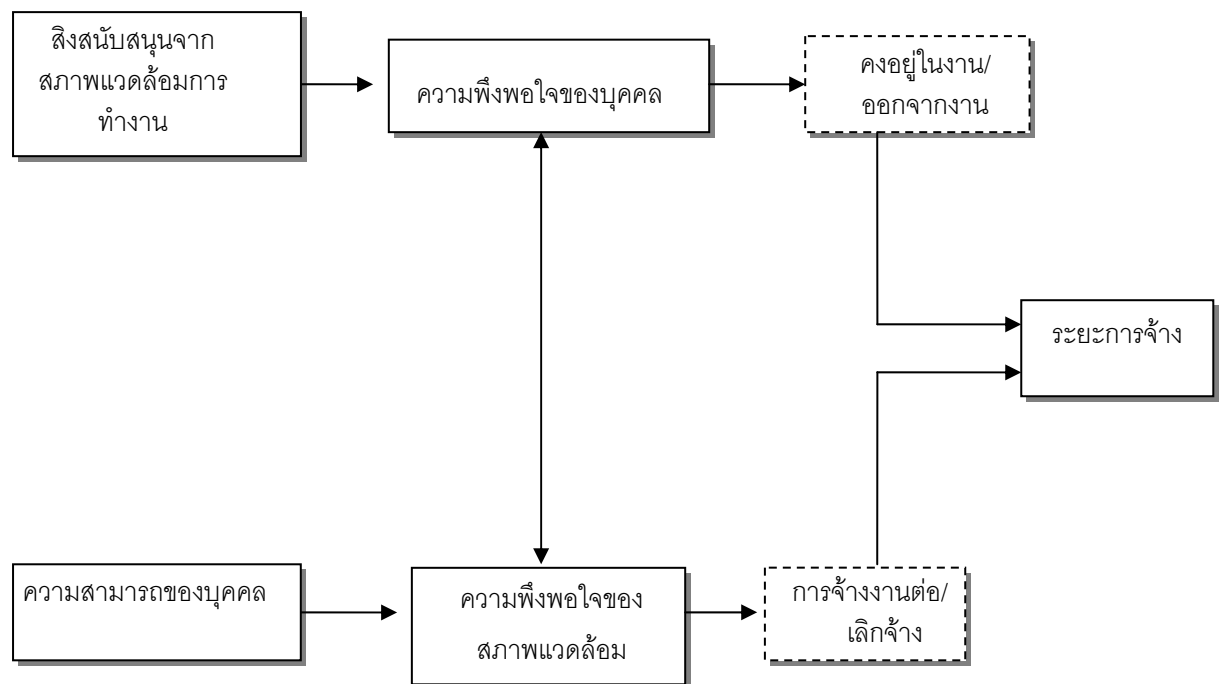 สิงสนับสนุนจาก
สภาพแวดล้อมการ
ทำงาน
ความพึงพอใจของบุคคล
คงอยู่ในงาน/
ออกจากงาน
ระยะการจ้าง
ความสามารถของบุคคล
ความพึงพอใจของ
สภาพแวดล้อม
การจ้างงานต่อ/
เลิกจ้าง